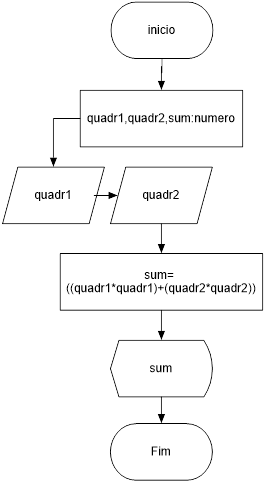 inicio
quadr1,quadr2,sum:numero
quadr1
quadr2
sum=
((quadr1*quadr1)+(quadr2*quadr2))
sum
Fim